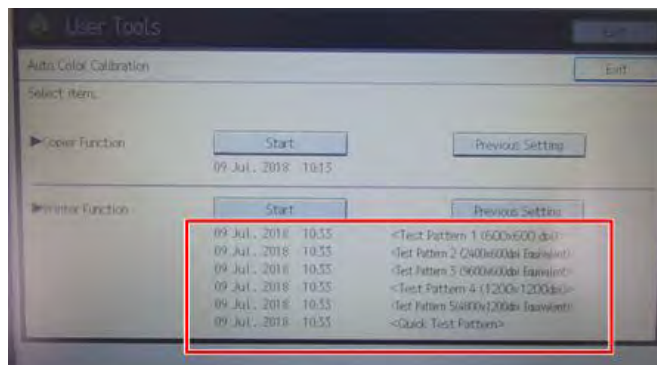 User Tools
Exit
Auto Color Calibration
Exit
Select item.
▶Copier Function
Start
Previous Setting
09 Jul. 2018 10:13
▶Printer Function
Start
Previous Setting
09 Jul. 2018 10:33 <Test Pattern 1 (600x600 dpi)>
09 Jul. 2018 10:33 <Test Pattern 2 (2400x600dpi Equivalent)>
09 Jul. 2018 10:33 <Test Pattern 3 (9600x600dpi Equivalent)>
09 Jul. 2018 10:33 <Test Pattern 4 (1200x1200dpi)>
09 Jul. 2018 10:33 <Test Pattern 5(4800x1200dpi Equivalent)>
09 Jul. 2018 10:33 <Quick Test Pattern>